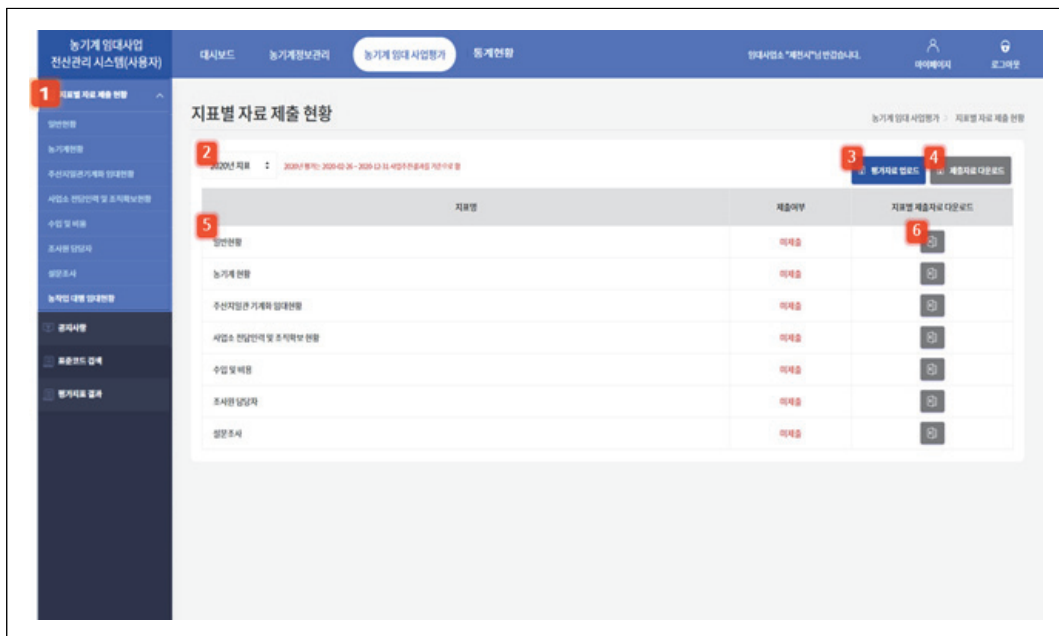 농기계 임대사업
전산관리 시스템(사용자)
대시보드
농기계정보관리
농기계 임대 사업평가
통계현황
임대사업소 "제천시"님 반갑습니다.
마이페이지
로그아웃
1
지표별 자료 제출 현황
일반현황
농기계현황
주산지일관기계화 임대현황
사업소 전담인력 및 조직확보현황
수입 및 비용
조사원 담당자
설문조사
농작업 대행 임대현황
공지사항
표준코드 검색
평가지표 결과
지표별 자료 제출 현황
농기계 임대 사업평가 > 지표별 자료 제출 현황
2
2020년 지표
3
평가자료 업로드
4
제출자료 다운로드
지표명 제출여부 지표별 제출자료 다운로드
5
6
일반현황 미제출
농기계 현황 미제출
주산지일관 기계화 임대현황 미제출
사업소 전담인력 및 조직확보 현황 미제출
수입 및 비용 미제출
조사원 담당자 미제출
설문조사 미제출